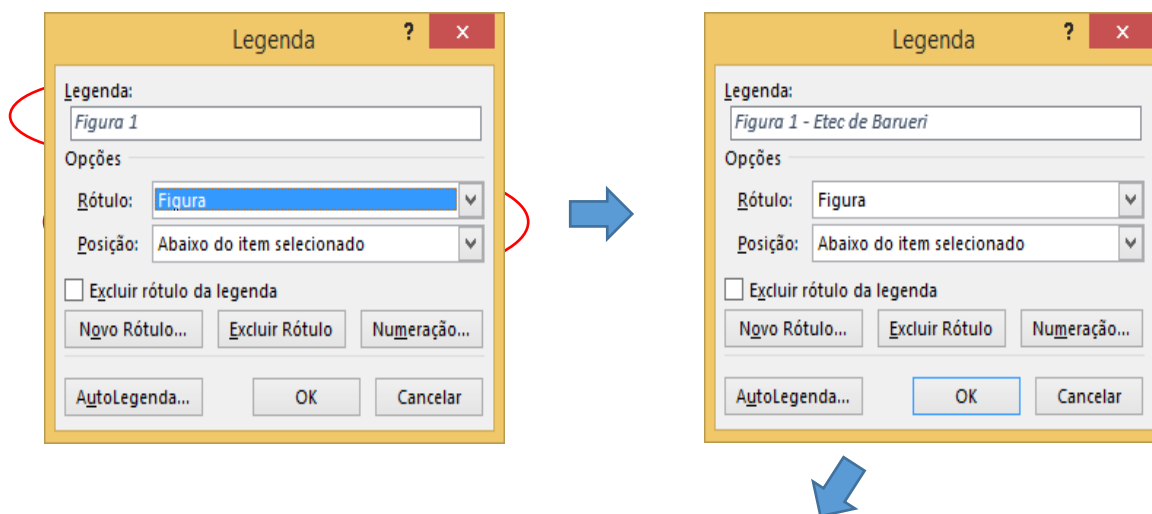 Legenda ? x
Legenda:
Figura 1
Opções
Rótulo: Figura
Posição: Abaixo do item selecionado
Excluir rótulo da legenda
Novo Rótulo... Excluir Rótulo Numeração...
AutoLegenda... OK Cancelar
Legenda ? x
Legenda:
Figura 1 - Etec de Barueri
Opções
Rótulo: Figura
Posição: Abaixo do item selecionado
Excluir rótulo da legenda
Novo Rótulo... Excluir Rótulo Numeração...
AutoLegenda... OK Cancelar